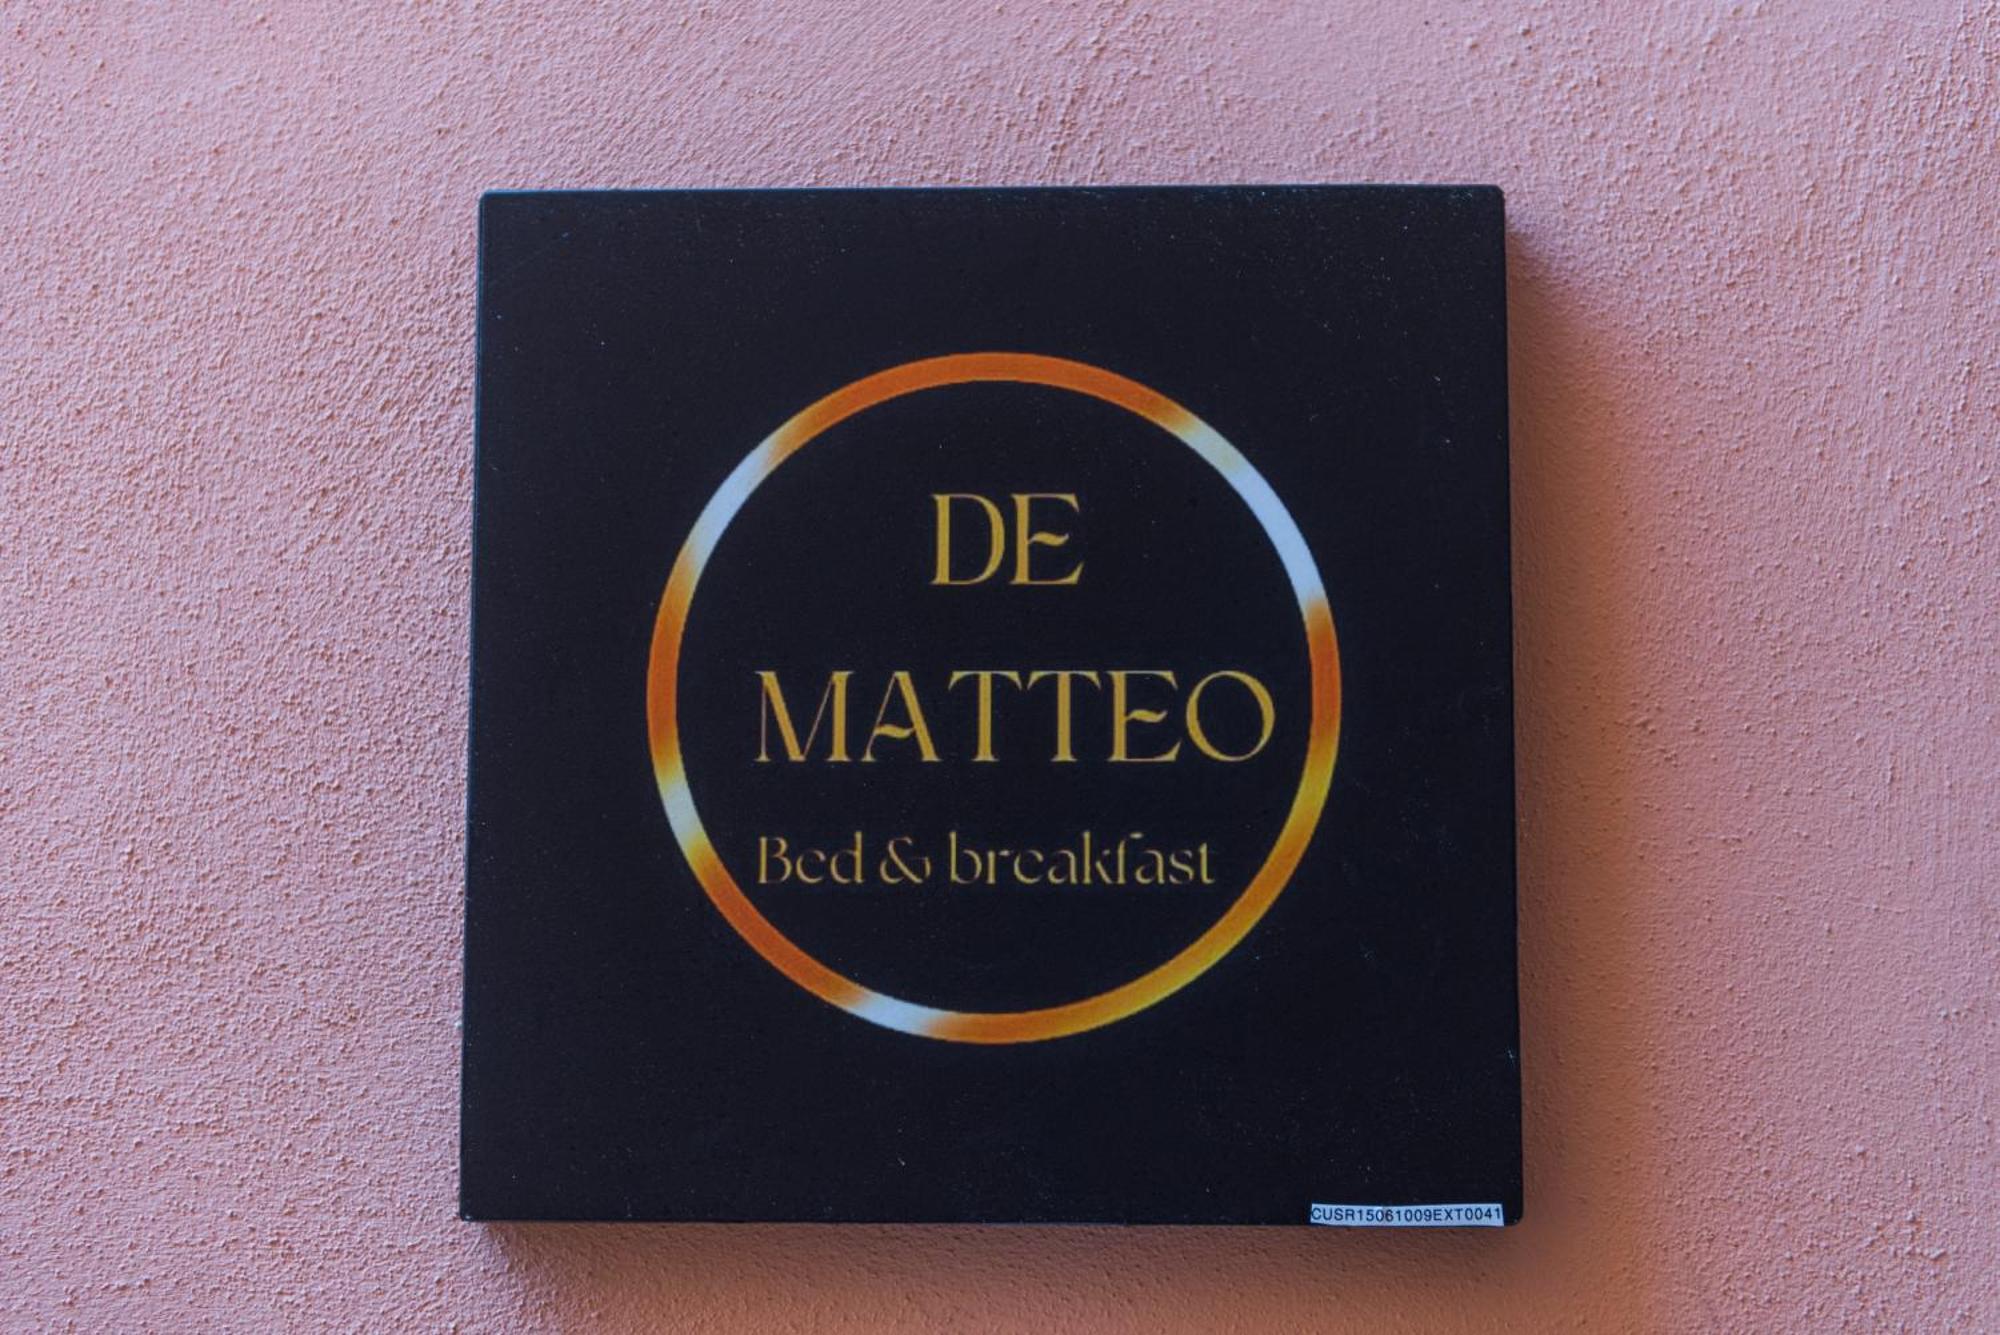 DE
MATTEO
Bed & breakfast
CUSR15061009EXT0041